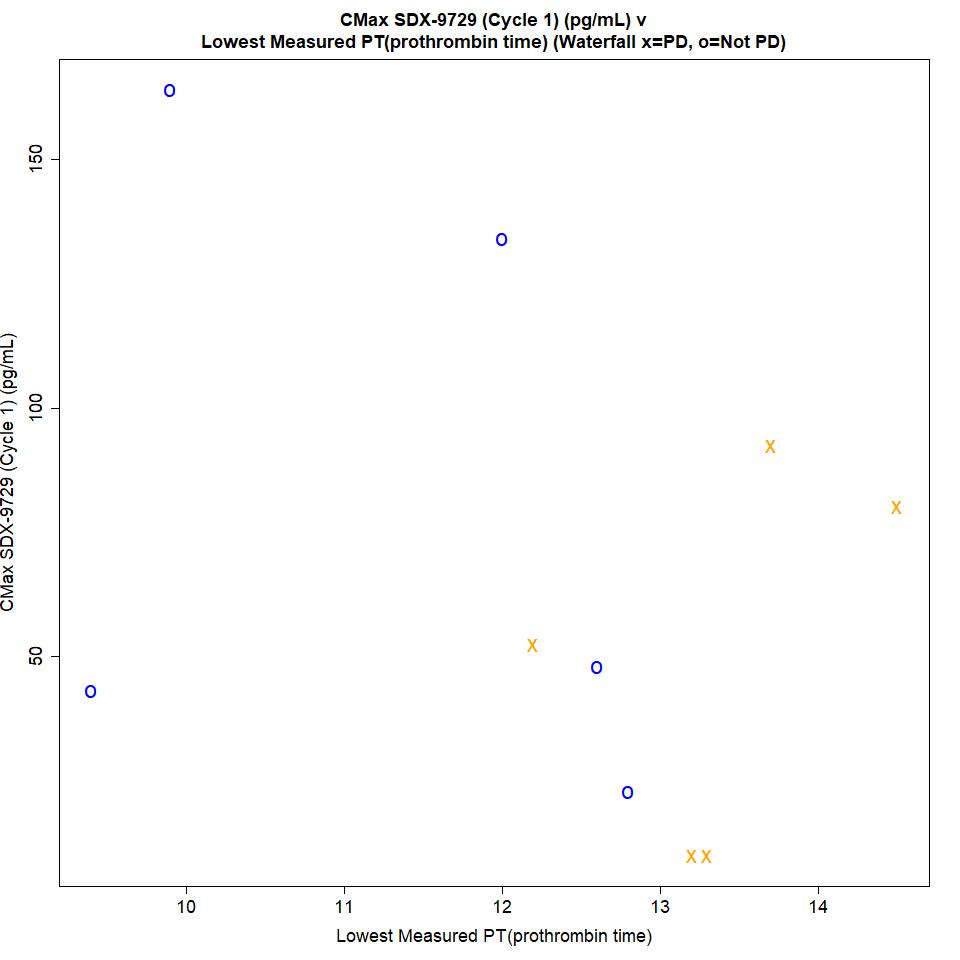 CMax SDX-9729 (Cycle 1) (pg/mL) v
Lowest Measured PT(prothrombin time) (Waterfall x=PD, o=Not PD)
CMax SDX-9729 (Cycle 1) (pg/mL)
150
100
50
o
o
x
x
x
o
o
o
x x
10 11 12 13 14
Lowest Measured PT(prothrombin time)